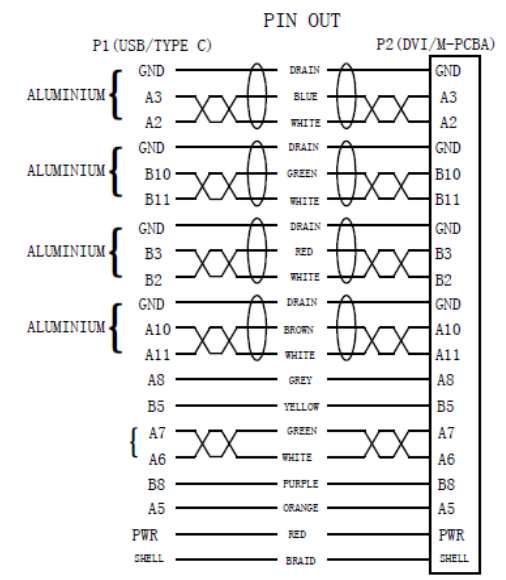 PIN OUT
P1(USB/TYPE C) P2(DVI/M-PCBA)
GND DRAIN GND
ALUMINIUM { A3 BLUE A3
A2 WHITE A2
GND DRAIN GND
ALUMINIUM { B10 GREEN B10
B11 WHITE B11
GND DRAIN GND
ALUMINIUM { B3 RED B3
B2 WHITE B2
GND DRAIN GND
ALUMINIUM { A10 BROWN A10
A11 WHITE A11
A8 GREY A8
B5 YELLOW B5
{ A7 GREEN A7
A6 WHITE A6
B8 PURPLE B8
A5 ORANGE A5
PWR RED PWR
SHELL BRAID SHELL